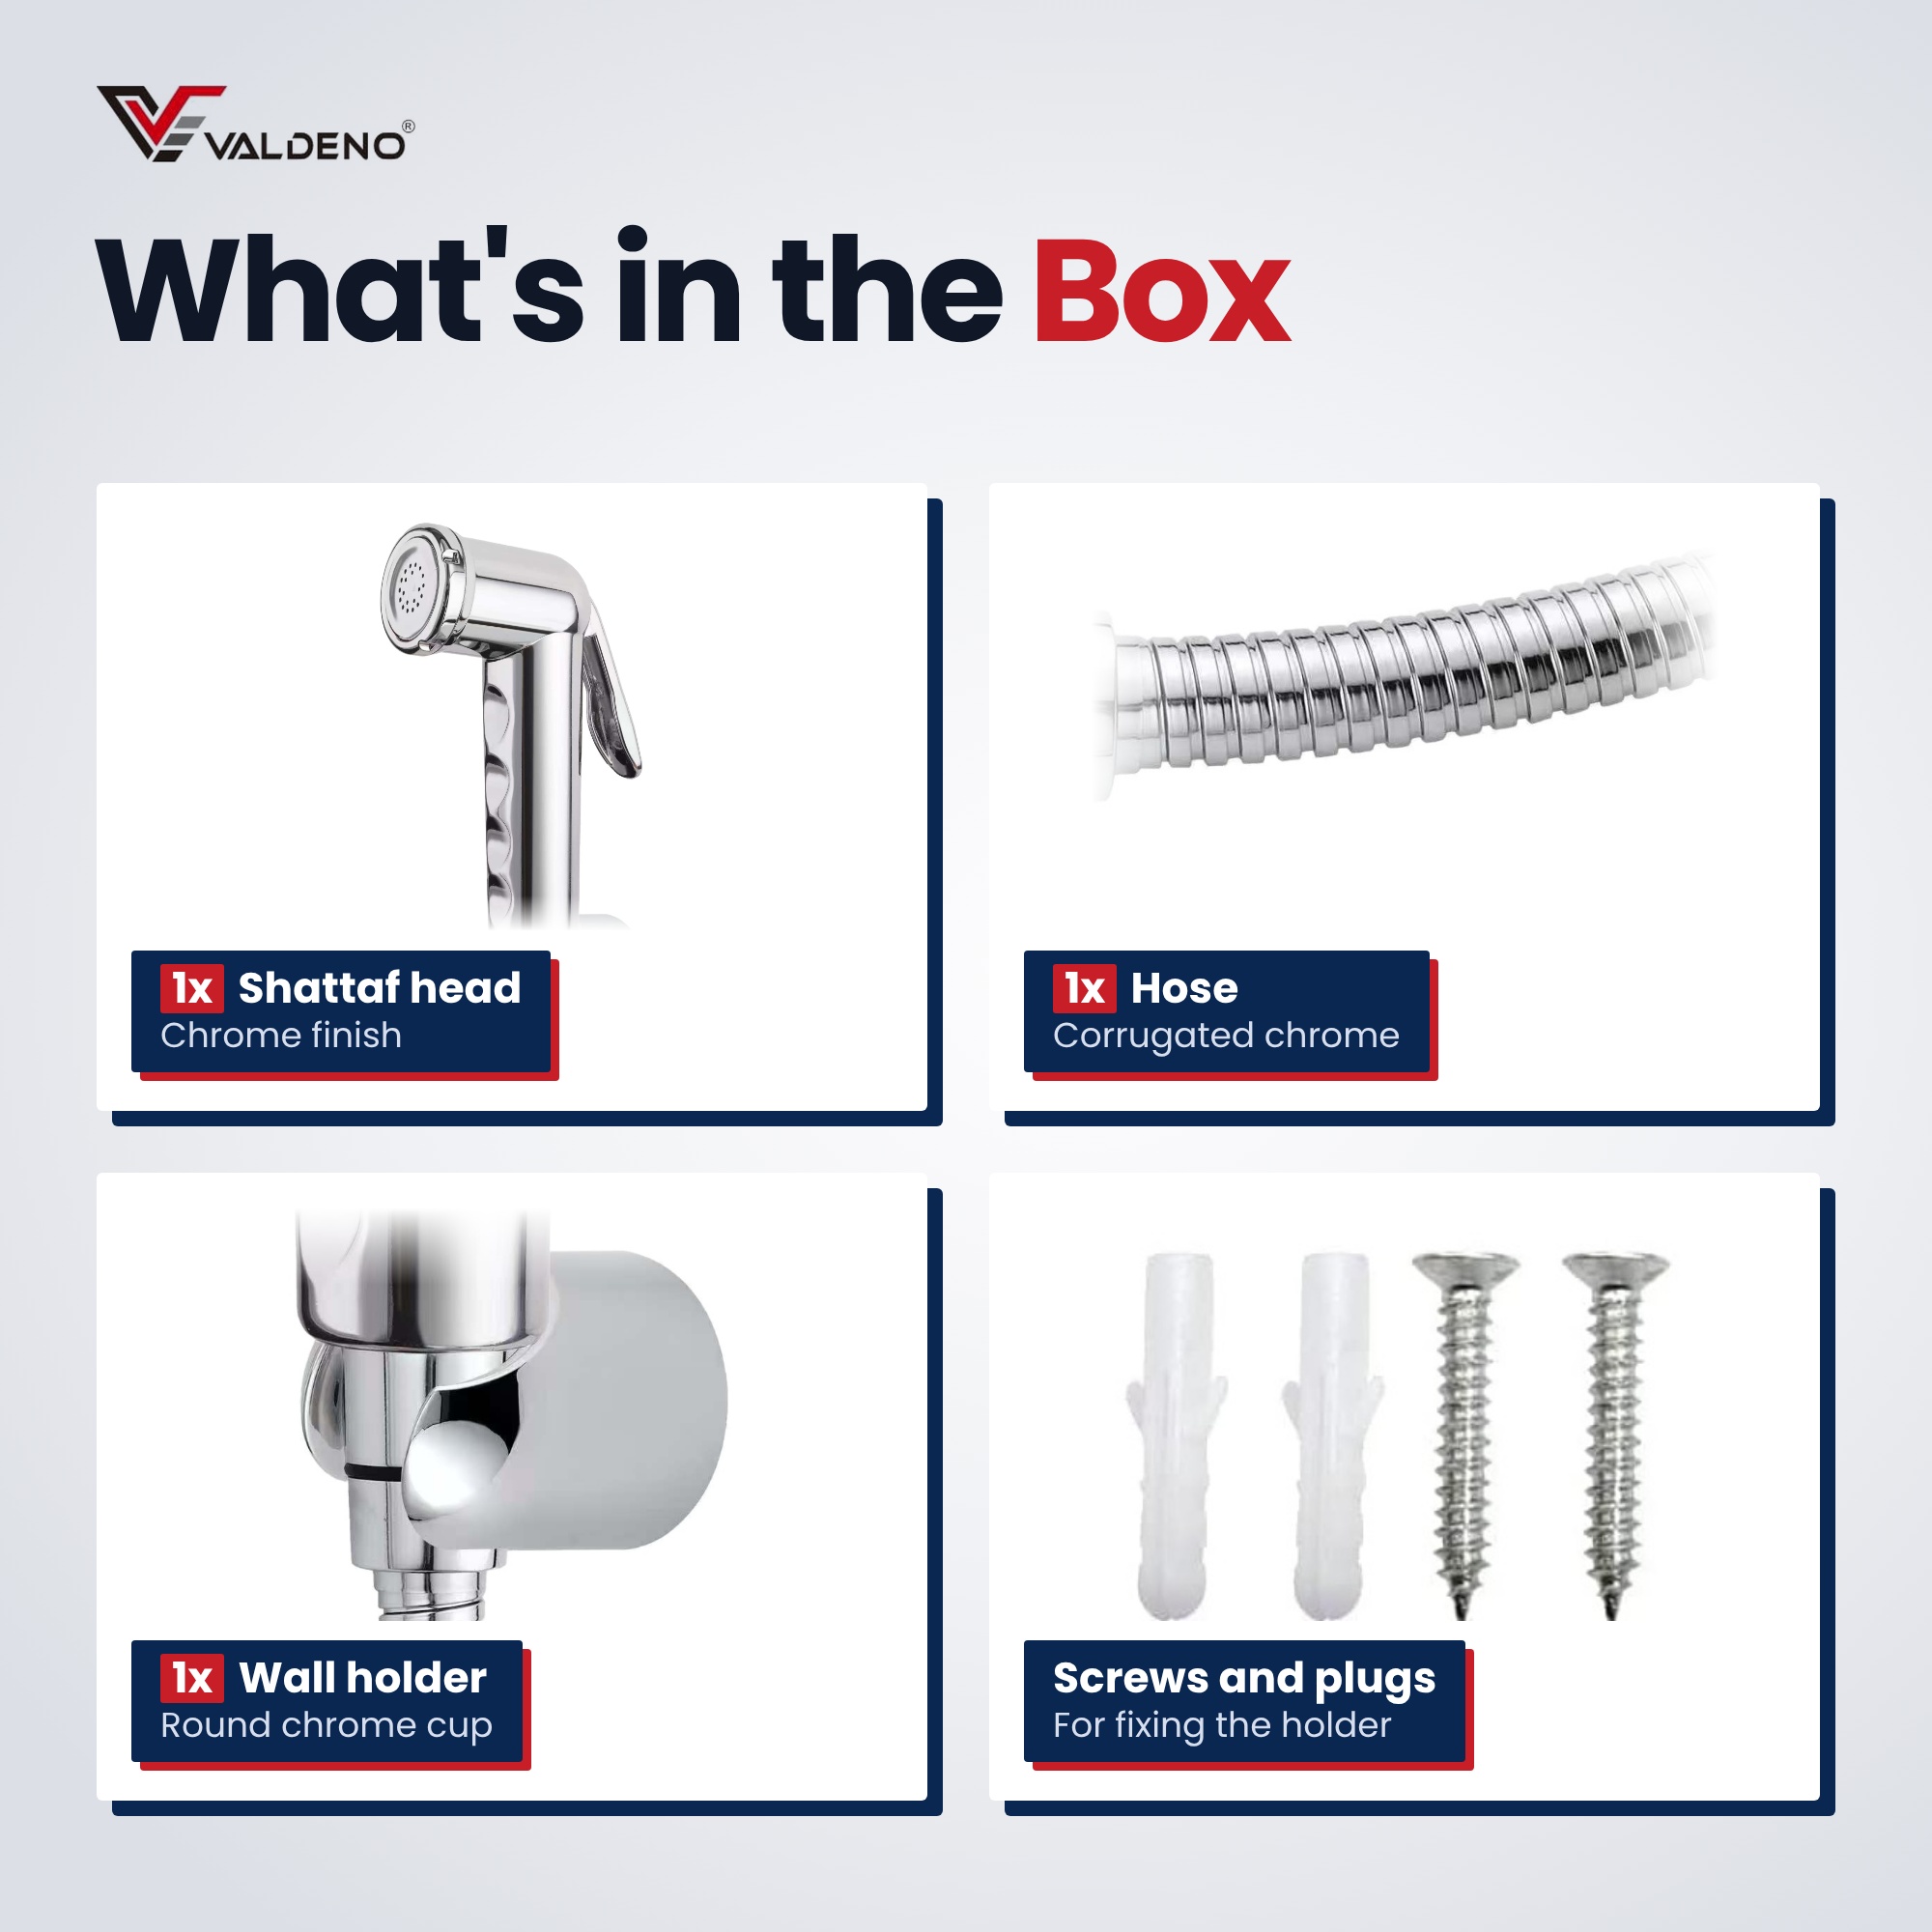 VALDENO®
What's in the Box
1x Shattaf head
Chrome finish
1x Hose
Corrugated chrome
1x Wall holder
Round chrome cup
Screws and plugs
For fixing the holder